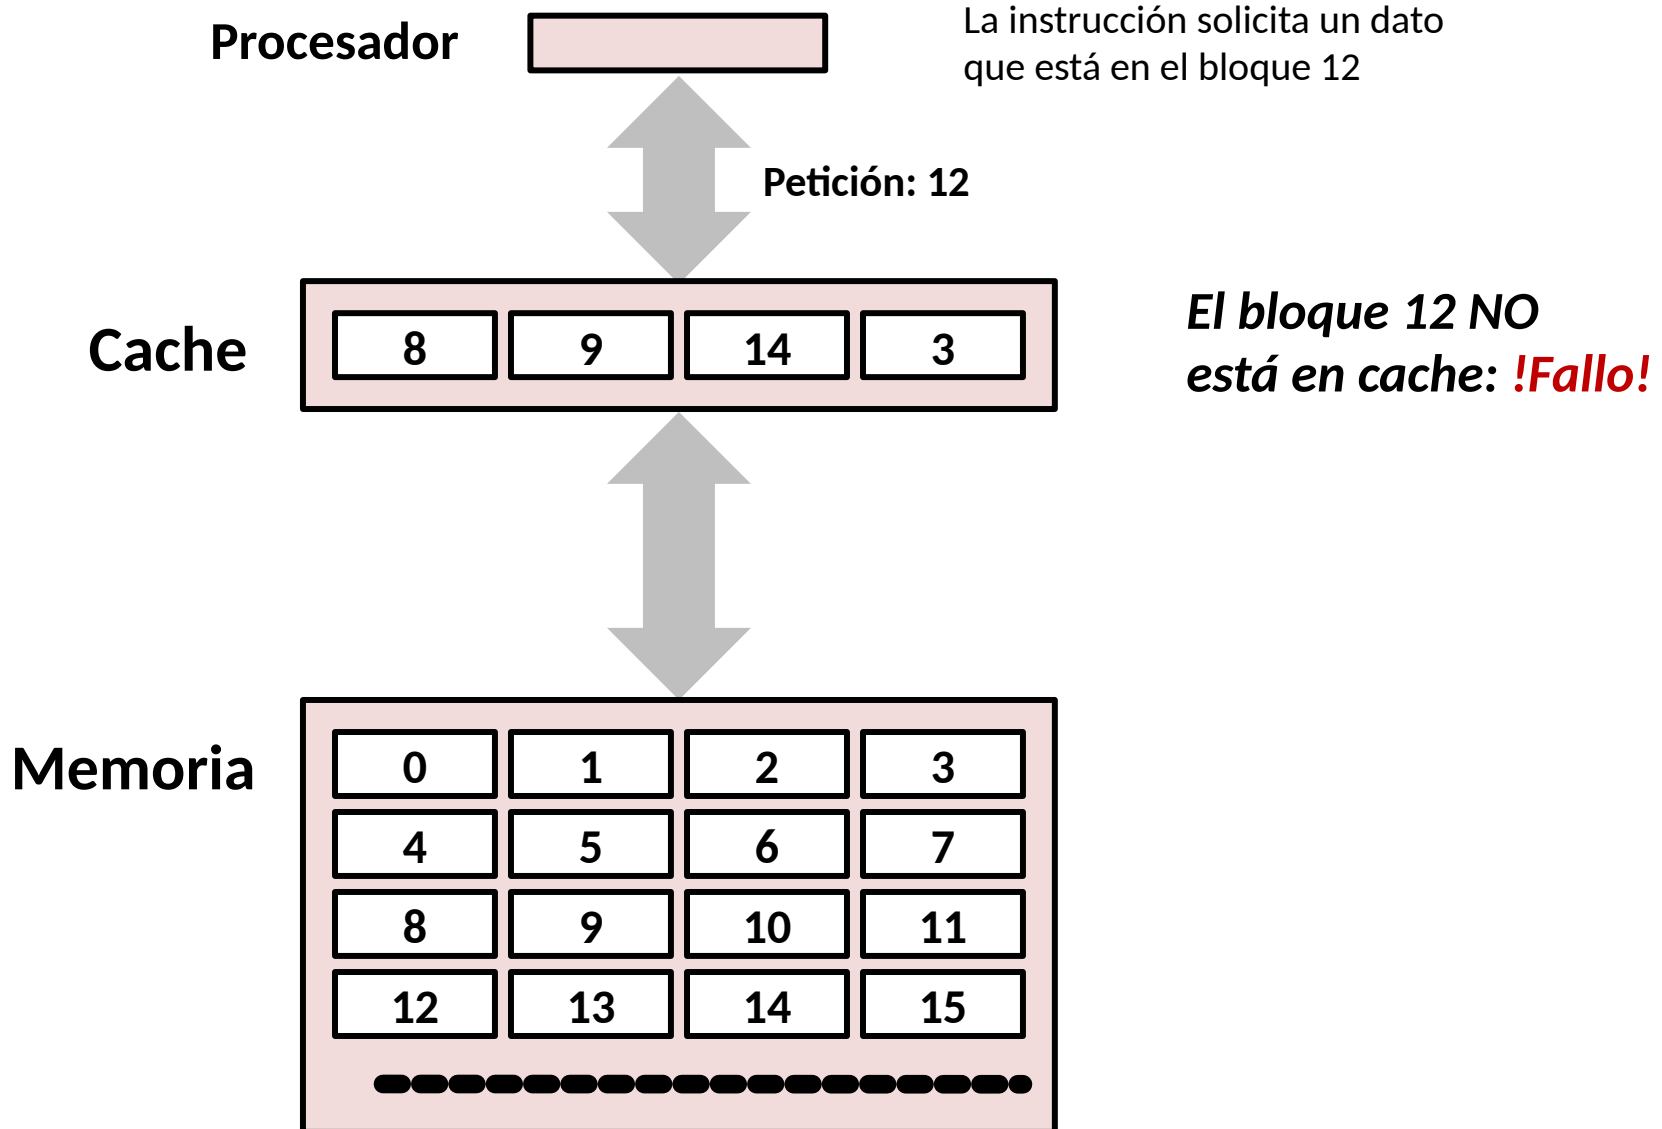 Procesador
La instrucción solicita un dato
que está en el bloque 12
Petición: 12
Cache
8 9 14 3
El bloque 12 NO
está en cache: !Fallo!
Memoria
0 1 2 3
4 5 6 7
8 9 10 11
12 13 14 15